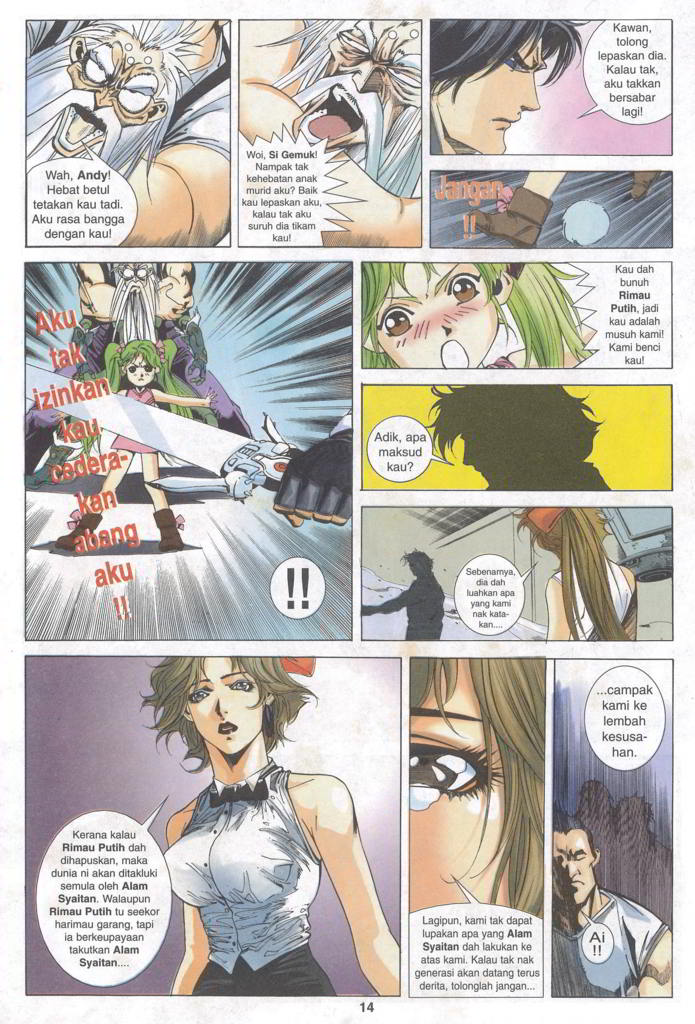 Wah, Andy!
Hebat betul
tetakan kau tadi.
Aku rasa bangga
dengan kau!
Woi, Si Gemuk!
Nampak tak
kehebatan anak
murid aku? Baik
kau lepaskan aku,
kalau tak aku
suruh dia tikam
kau!
Kawan,
tolong
lepaskan dia.
Kalau tak,
aku takkan
bersabar
lagi!
Jangan
!!
Aku
tak
izinkan
kau
cedera-
kan
abang
aku
!!
!!
Kau dah
bunuh
Rimau
Putih, jadi
kau adalah
musuh kami!
Kami benci
kau!
Adik, apa
maksud
kau?
Sebenarnya,
dia dah
luahkan apa
yang kami
nak kata-
kan....
Kerana kalau
Rimau Putih dah
dihapuskan, maka
dunia ni akan ditakluki
semula oleh Alam
Syaitan. Walaupun
Rimau Putih tu seekor
harimau garang, tapi
ia berkeupayaan
takutkan Alam
Syaitan....
Lagipun, kami tak dapat
lupakan apa yang Alam
Syaitan dah lakukan ke
atas kami. Kalau tak nak
generasi akan datang terus
derita, tolonglah jangan...
...campak
kami ke
lembah
kesusa-
han.
Ai
!!
14